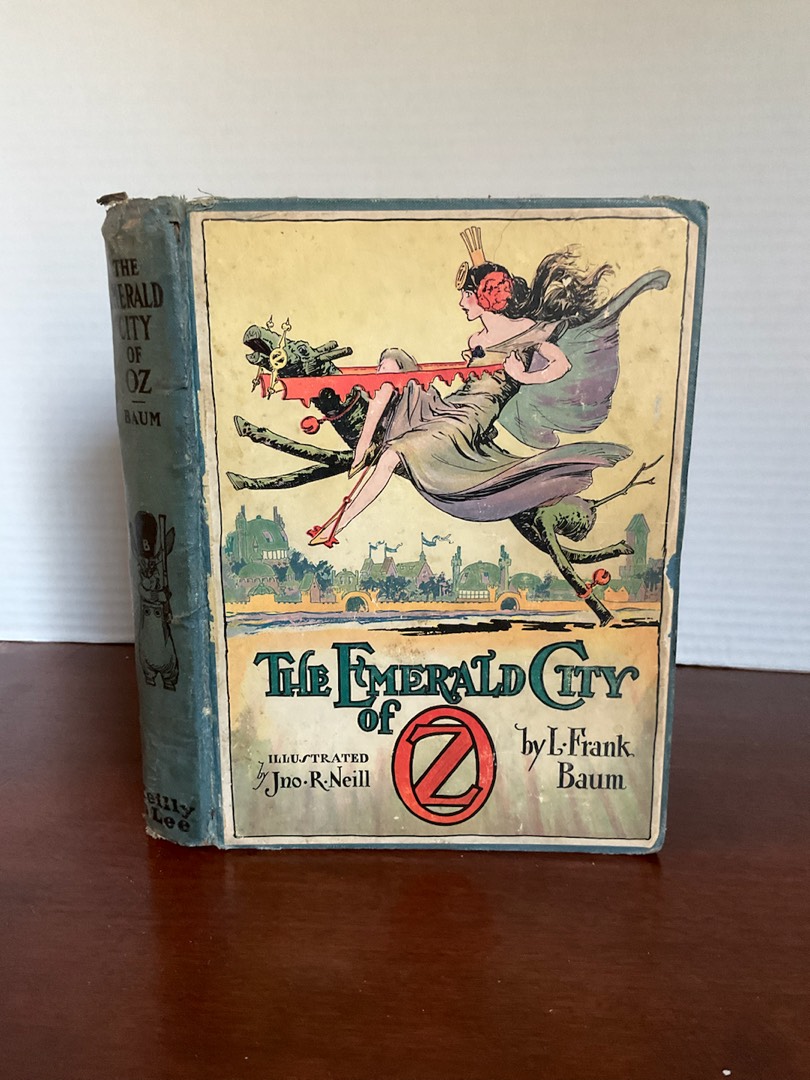 THE
EMERALD
CITY
OF
OZ
BAUM
B
Reilly
Lee
THE EMERALD CITY
of OZ
by L. Frank
Baum
ILLUSTRATED
by Jno. R. Neill